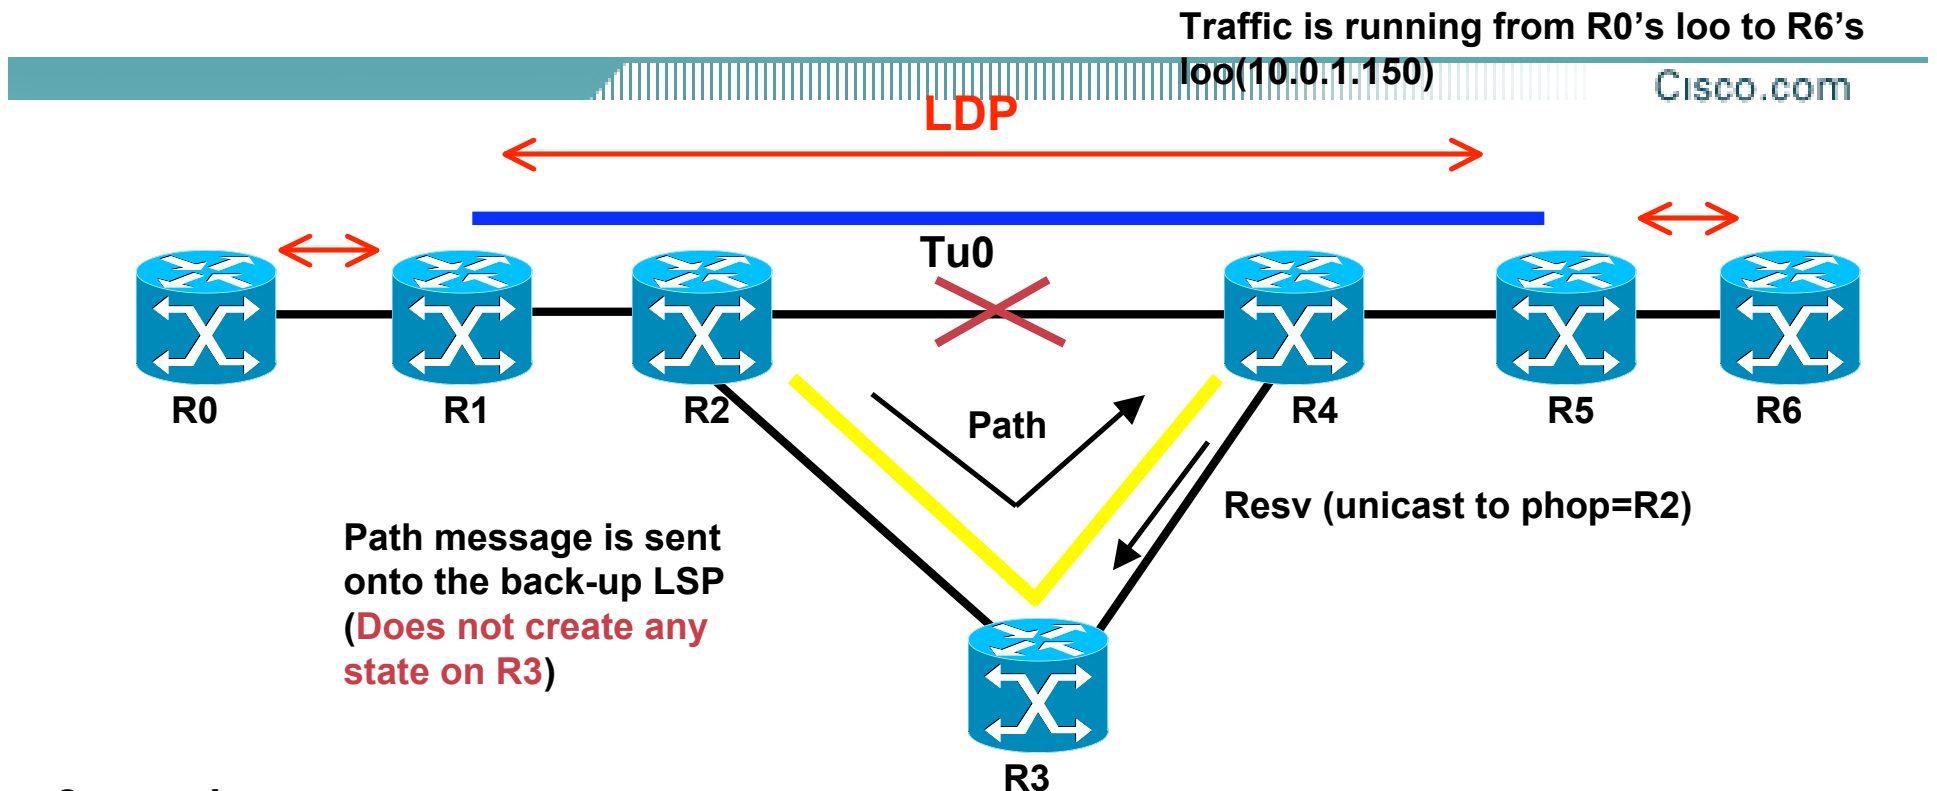 Traffic is running from R0’s loo to R6’s
loo(10.0.1.150)
Cisco.com
LDP
Tu0
R0
R1
R2
Path
R4
R5
R6
Resv (unicast to phop=R2)
Path message is sent
onto the back-up LSP
(Does not create any
state on R3)
R3